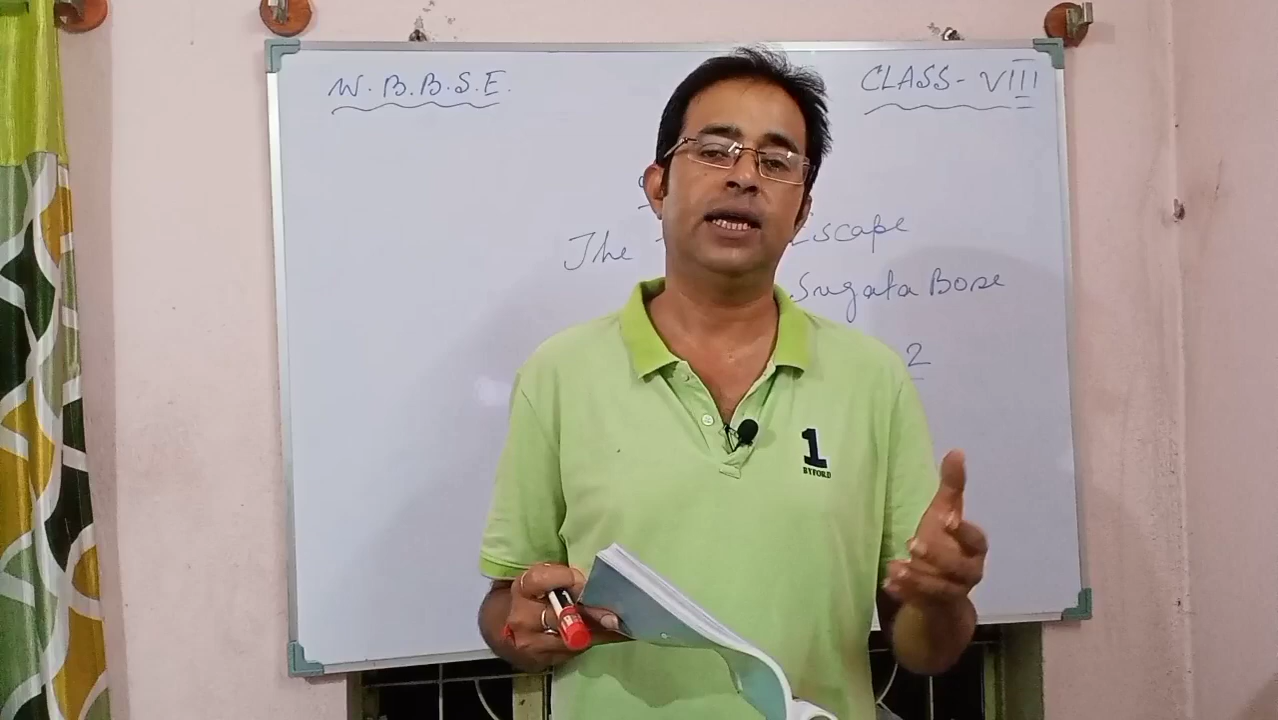 W.B.B.S.E.
CLASS-VIII
The
Escape
Sugata Bose
2
1
BYFORD